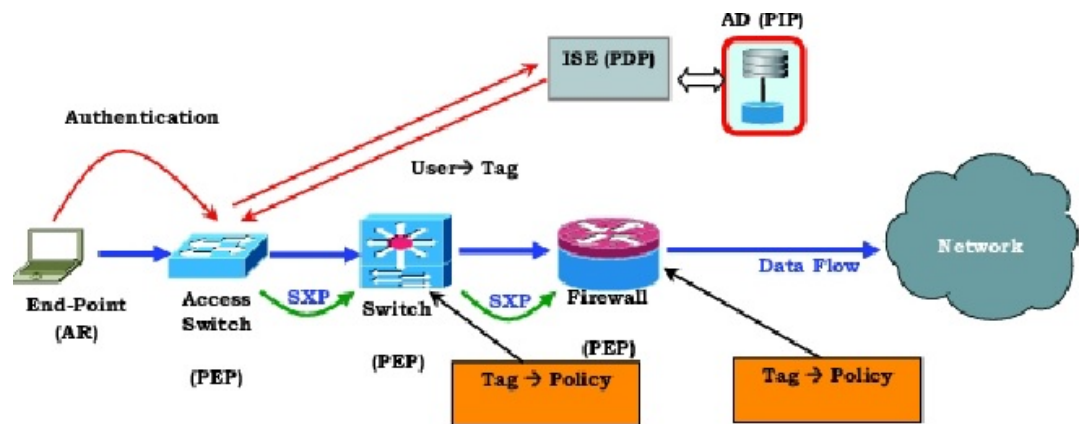 AD (PIP)
ISE (PDP)
Authentication
User→ Tag
Network
Data Flow
SXP
SXP
End-Point
(AR)
Access
Switch
(PEP)
Switch
(PEP)
Firewall
(PEP)
Tag → Policy
Tag → Policy